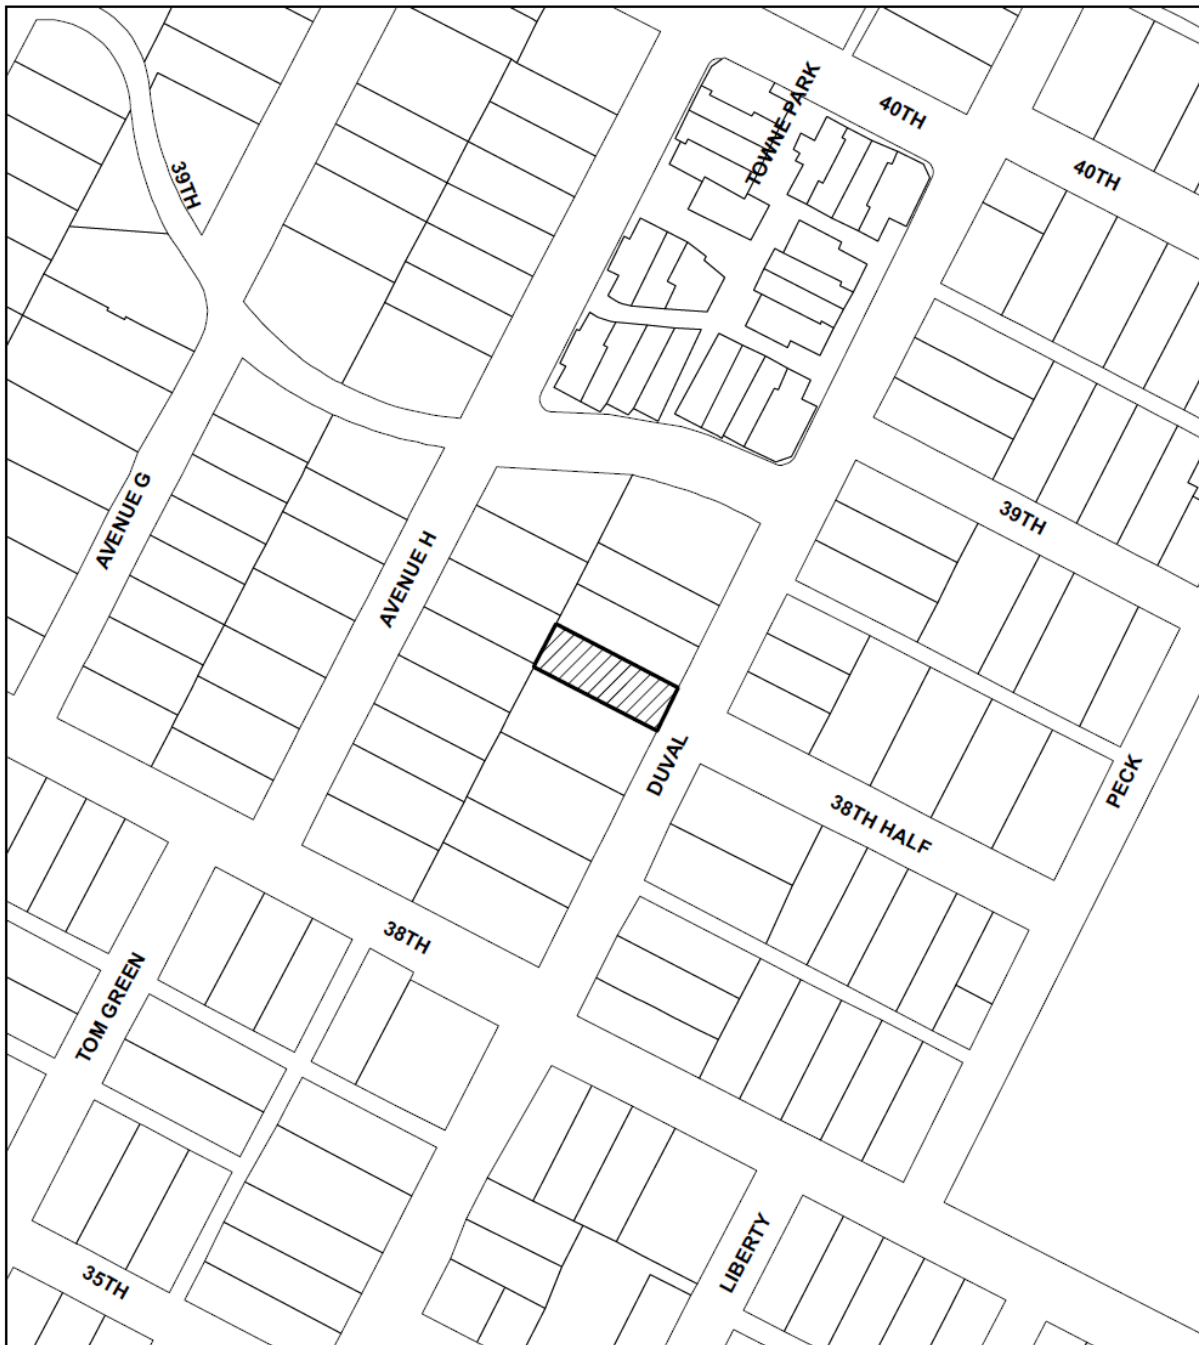 TOWNE PARK
40TH
40TH
39TH
39TH
AVENUE G
AVENUE H
DUVAL
PECK
38TH HALF
38TH
TOM GREEN
LIBERTY
35TH